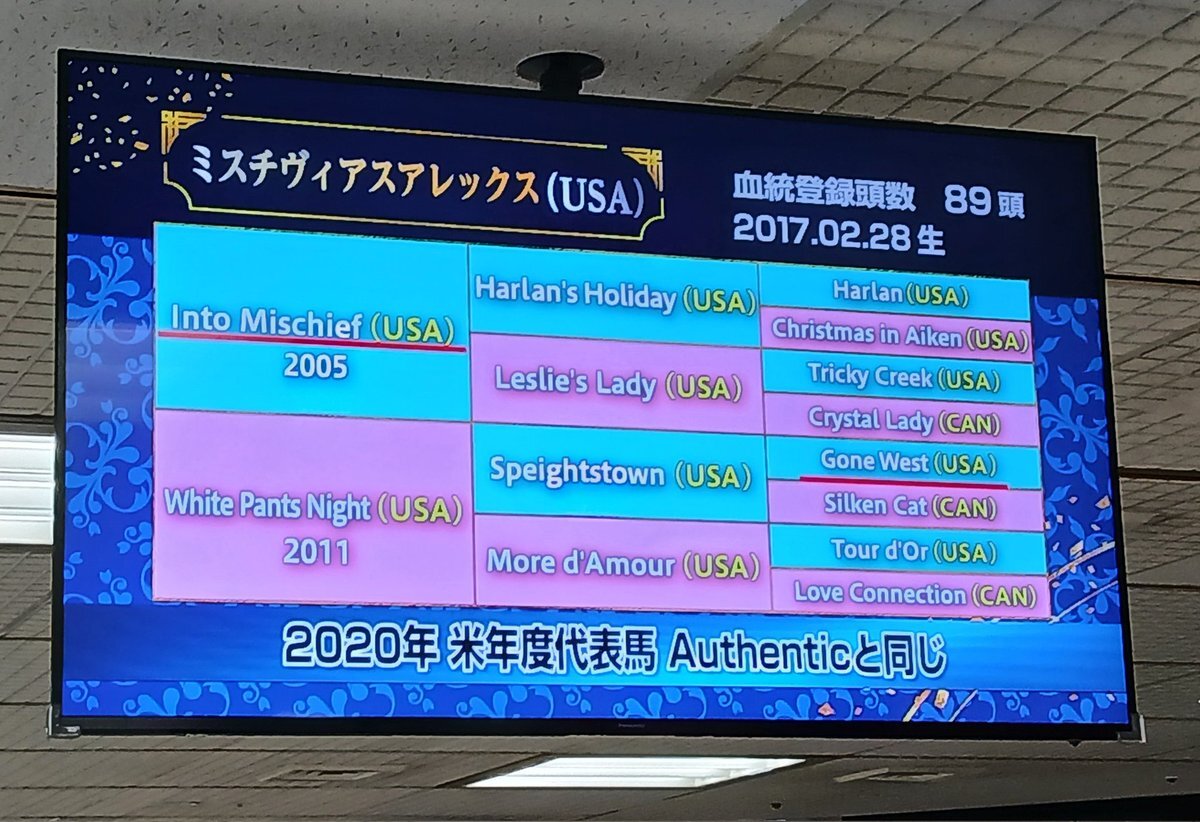 ミスチヴィアスアレックス(USA)
血統登録頭数 89頭
2017.02.28生
Into Mischief (USA)
2005
Harlan's Holiday (USA)
Harlan (USA)
Christmas in Aiken (USA)
Leslie's Lady (USA)
Tricky Creek (USA)
Crystal Lady (CAN)
White Pants Night (USA)
2011
Speightstown (USA)
Gone West (USA)
Silken Cat (CAN)
More d'Amour (USA)
Tour d'Or (USA)
Love Connection (CAN)
2020年 米年度代表馬 Authenticと同じ
Panasonic